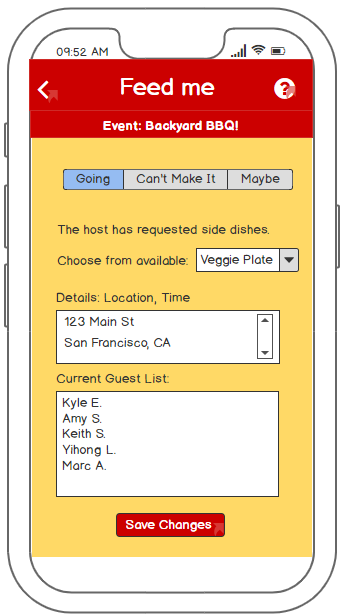 09:52 AM
Feed me
?
Event: Backyard BBQ!
Going Can't Make It Maybe
The host has requested side dishes.
Choose from available: Veggie Plate
Details: Location, Time
123 Main St
San Francisco, CA
Current Guest List:
Kyle E.
Amy S.
Keith S.
Yihong L.
Marc A.
Save Changes